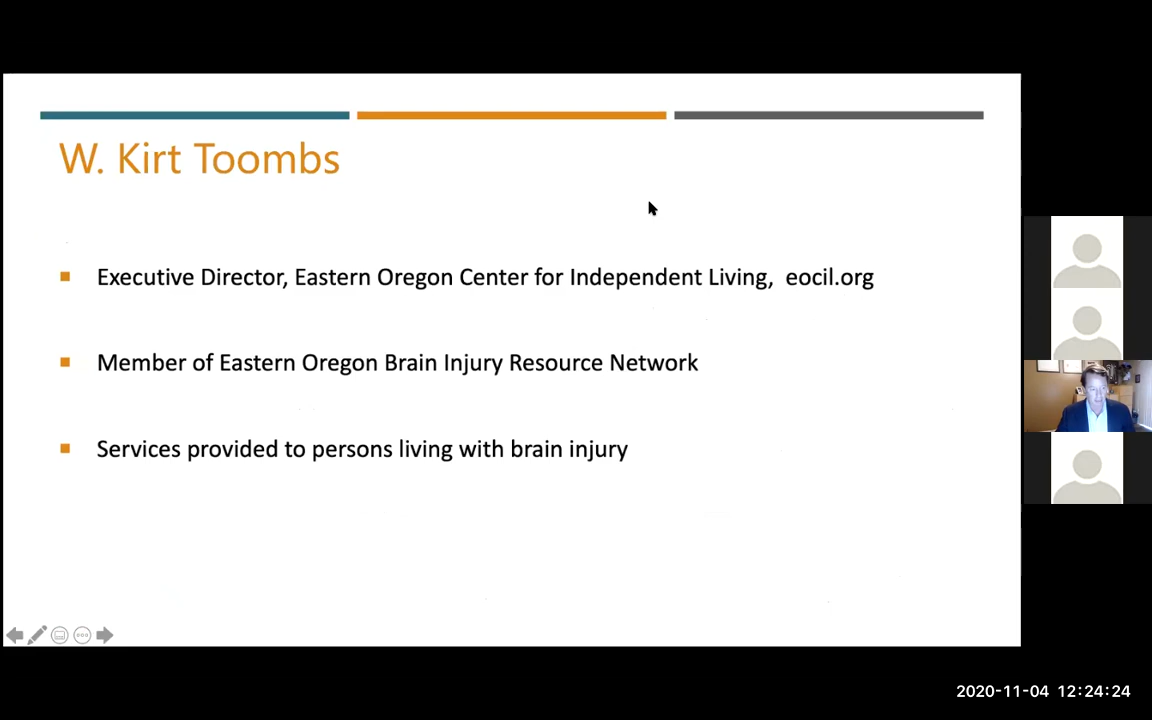 W. Kirt Toombs
Executive Director, Eastern Oregon Center for Independent Living, eocil.org
Member of Eastern Oregon Brain Injury Resource Network
Services provided to persons living with brain injury
2020-11-04 12:24:24